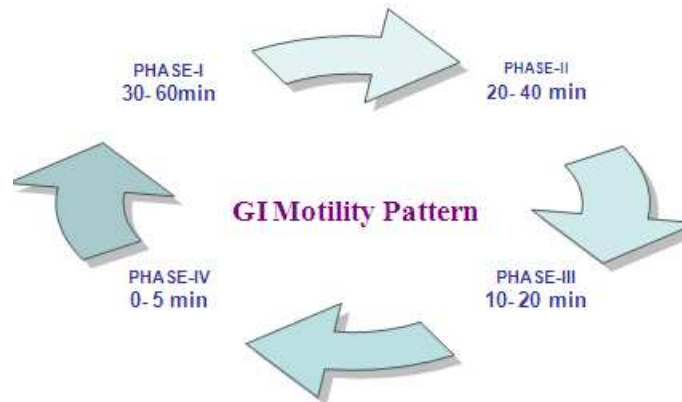 PHASE-I
30- 60min
PHASE-II
20- 40 min
GI Motility Pattern
PHASE-IV
0- 5 min
PHASE-III
10- 20 min